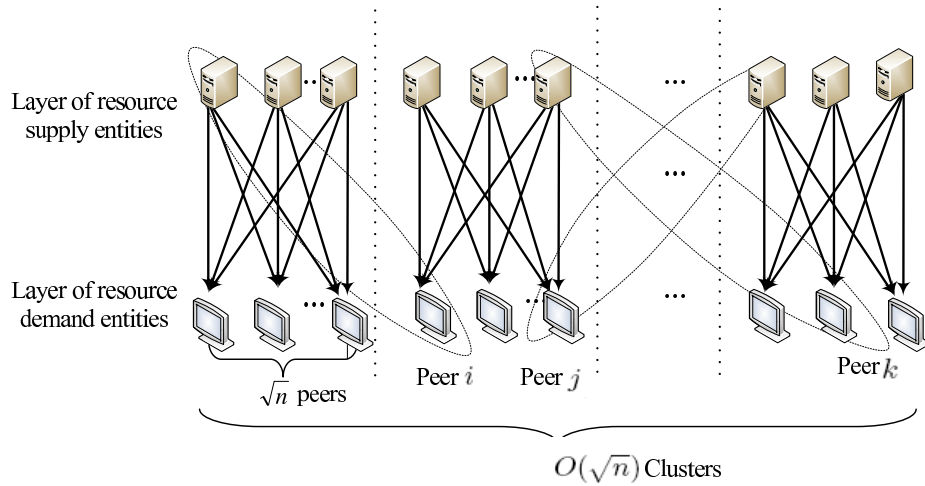 Layer of resource
supply entities
Layer of resource
demand entities
√n peers
Peer i
Peer j
Peer k
O(√n) Clusters